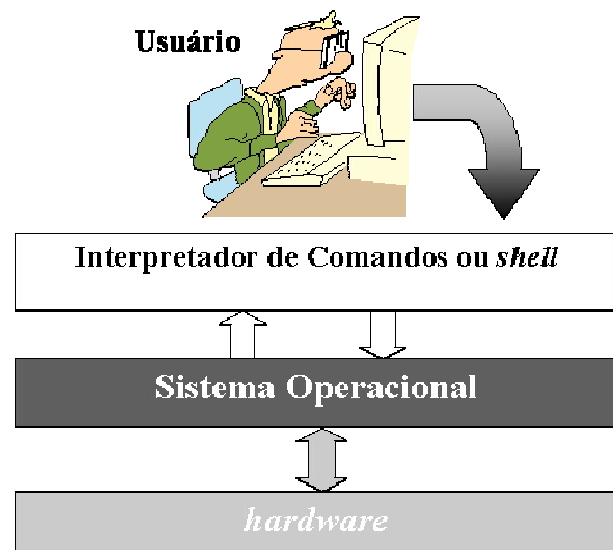 Usuário
Interpretador de Comandos ou shell
Sistema Operacional
hardware